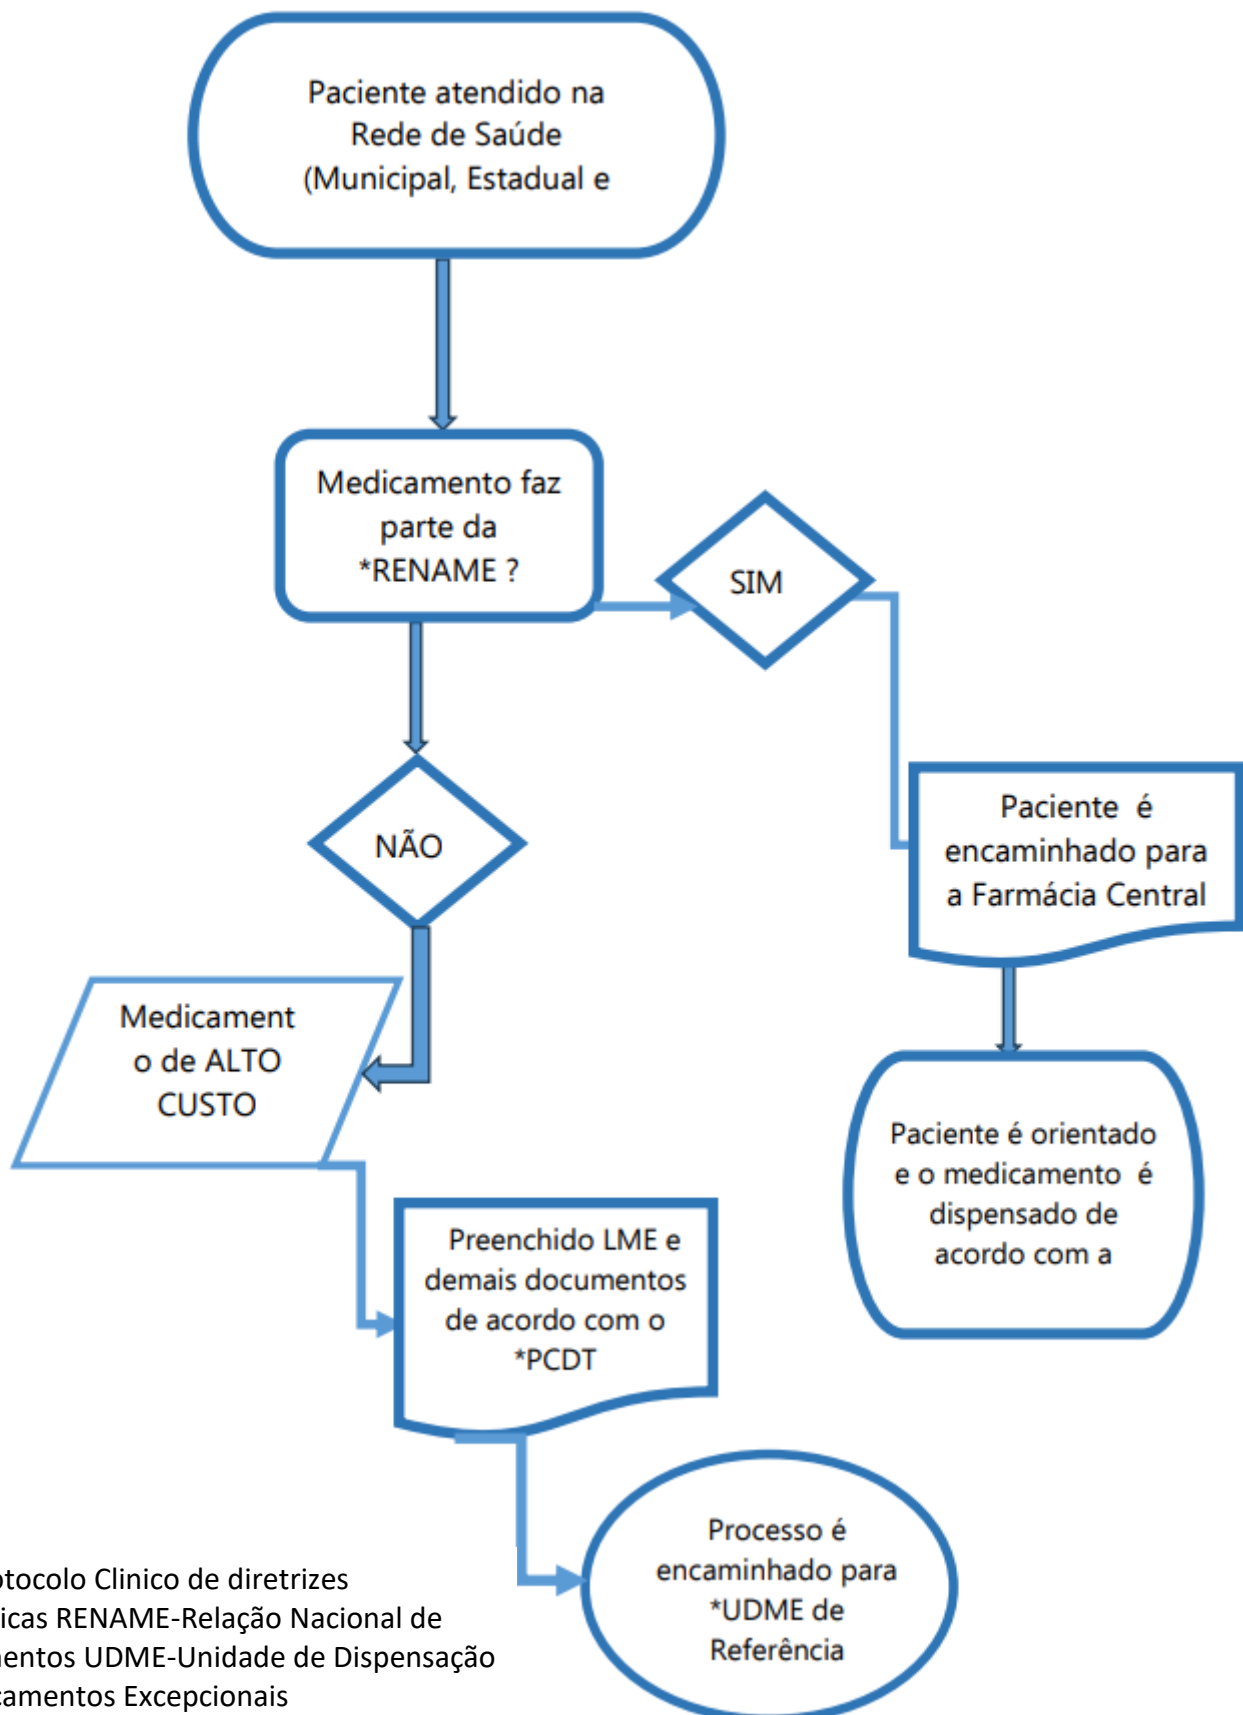 Paciente atendido na
Rede de Saúde
(Municipal, Estadual e
Medicamento faz
parte da
*RENAME ?
SIM
NÃO
Paciente é
encaminhado para
a Farmácia Central
Medicament
o de ALTO
CUSTO
Paciente é orientado
e o medicamento é
dispensado de
acordo com a
Preenchido LME e
demais documentos
de acordo com o
*PCDT
Processo é
encaminhado para
*UDME de
Referência
otocolo Clinico de diretrizes
icas RENAME-Relação Nacional de
mentos UDME-Unidade de Dispensação
camentos Excepcionais